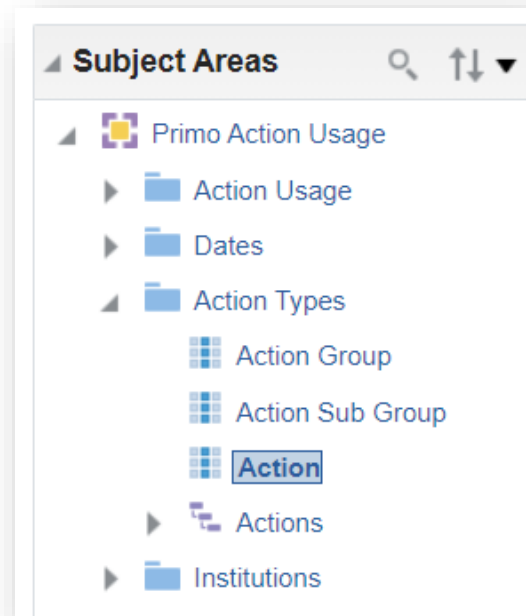 Subject Areas
Primo Action Usage
Action Usage
Dates
Action Types
Action Group
Action Sub Group
Action
Actions
Institutions